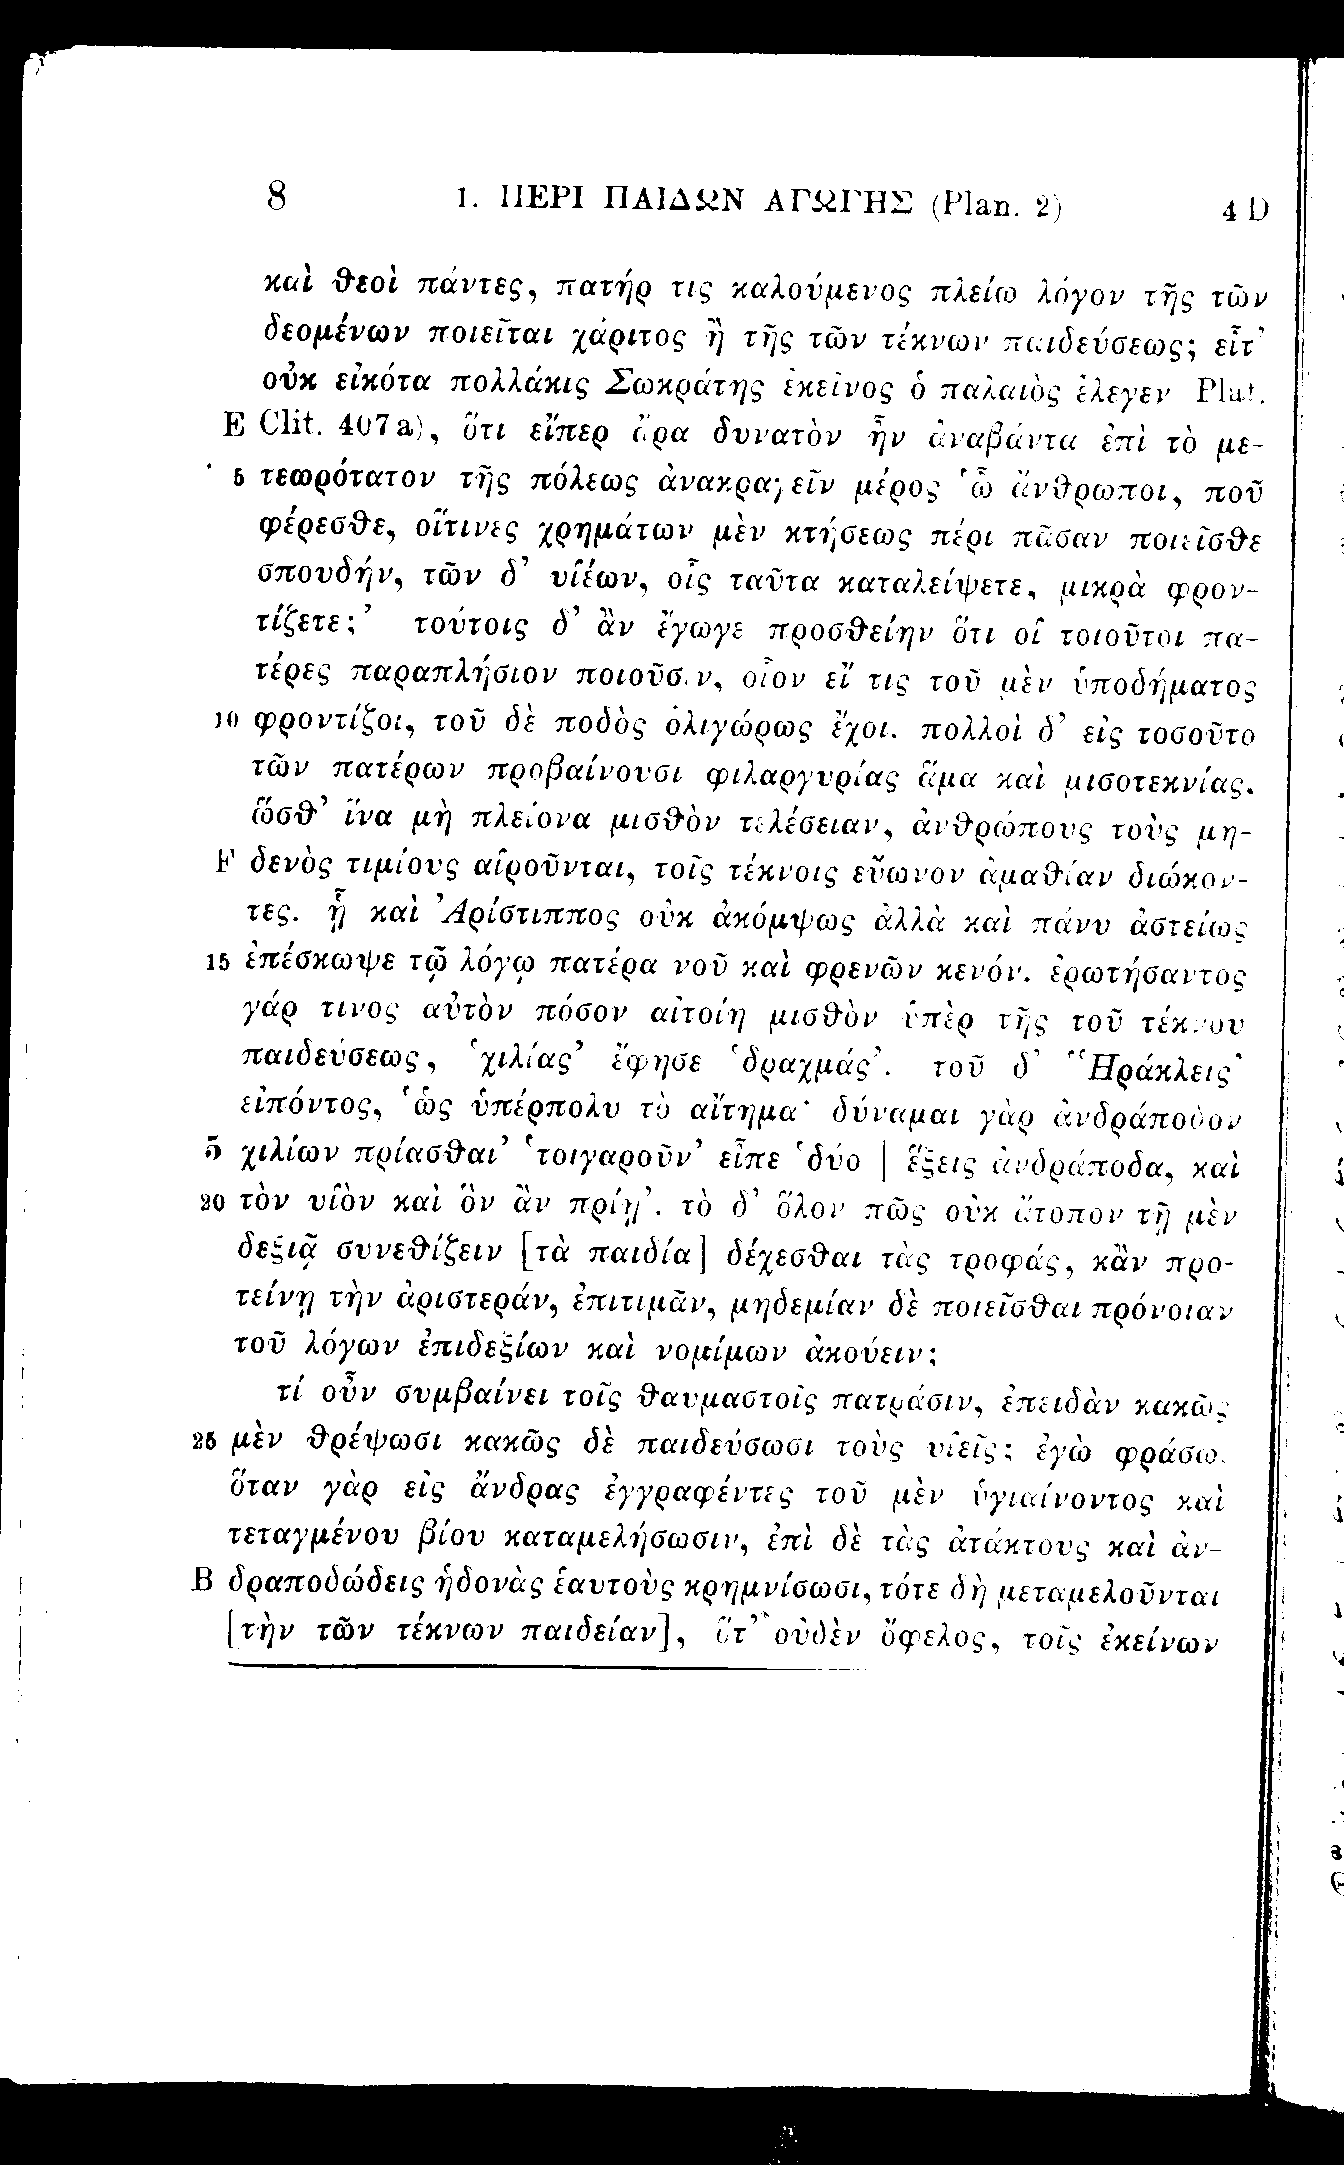 8 1. ΠΕΡΙ ΠΑΙΔΩΝ ΑΓΩΓΗΣ (Plan. 2) 4 D
καὶ θεοὶ πάντες, πατήρ τις καλούμενος πλείω λόγον τῆς τῶν
δεομένων ποιεῖται χάριτος ἢ τῆς τῶν τέκνων παιδεύσεως; εἶτ’
οὐκ εἰκότα πολλάκις Σωκράτης ἐκεῖνος ὁ παλαιὸς ἔλεγεν Plat.
E Clit. 407 a), ὅτι εἴπερ ἄρα δυνατὸν ἦν ἀναβάντα ἐπὶ τὸ με-
5 τεωρότατον τῆς πόλεως ἀνακραγεῖν μέρος ‘ὦ ἄνθρωποι, ποῦ
φέρεσθε, οἵτινες χρημάτων μὲν κτήσεως πέρι πᾶσαν ποιεῖσθε
σπουδήν, τῶν δ’ υἱέων, οἷς ταῦτα καταλείψετε, μικρὰ φρον-
τίζετε;’ τούτοις δ’ ἂν ἔγωγε προσθείην ὅτι οἱ τοιοῦτοι πα-
τέρες παραπλήσιον ποιοῦσιν, οἷον εἴ τις τοῦ μὲν ὑποδήματος
10 φροντίζοι, τοῦ δὲ ποδὸς ὀλιγώρως ἔχοι. πολλοὶ δ’ εἰς τοσοῦτο
τῶν πατέρων προβαίνουσι φιλαργυρίας ἅμα καὶ μισοτεκνίας,
ὥσθ’ ἵνα μὴ πλείονα μισθὸν τελέσειαν, ἀνθρώπους τοὺς μη-
F δενὸς τιμίους αἱροῦνται, τοῖς τέκνοις εὔωνον ἀμαθίαν διώκον-
τες. ᾗ καὶ Ἀρίστιππος οὐκ ἀκόμψως ἀλλὰ καὶ πάνυ ἀστείως
15 ἐπέσκωψε τῷ λόγῳ πατέρα νοῦ καὶ φρενῶν κενόν. ἐρωτήσαντος
γάρ τινος αὐτὸν πόσον αἰτοίη μισθὸν ὑπὲρ τῆς τοῦ τέκνου
παιδεύσεως, ‘χιλίας’ ἔφησε ‘δραχμάς’. τοῦ δ’ ‘Ἡράκλεις’
εἰπόντος, ‘ὡς ὑπέρπολυ τὸ αἴτημα· δύναμαι γὰρ ἀνδράποδον
5 χιλίων πρίασθαι’ ‘τοιγαροῦν’ εἶπε ‘δύο | ἕξεις ἀνδράποδα, καὶ
20 τὸν υἱὸν καὶ ὃν ἂν πρίῃ’. τὸ δ’ ὅλον πῶς οὐκ ἄτοπον τῇ μὲν
δεξιᾷ συνεθίζειν [τὰ παιδία] δέχεσθαι τὰς τροφάς, κἂν προ-
τείνῃ τὴν ἀριστεράν, ἐπιτιμᾶν, μηδεμίαν δὲ ποιεῖσθαι πρόνοιαν
τοῦ λόγων ἐπιδεξίων καὶ νομίμων ἀκούειν;
τί οὖν συμβαίνει τοῖς θαυμαστοῖς πατράσιν, ἐπειδὰν κακῶς
25 μὲν θρέψωσι κακῶς δὲ παιδεύσωσι τοὺς υἱεῖς; ἐγὼ φράσω.
ὅταν γὰρ εἰς ἄνδρας ἐγγραφέντες τοῦ μὲν ὑγιαίνοντος καὶ
τεταγμένου βίου καταμελήσωσιν, ἐπὶ δὲ τὰς ἀτάκτους καὶ ἀν-
B δραποδώδεις ἡδονὰς ἑαυτοὺς κρημνίσωσι, τότε δὴ μεταμελοῦνται
[τὴν τῶν τέκνων παιδείαν], ὅτ’ οὐδὲν ὄφελος, τοῖς ἐκείνων